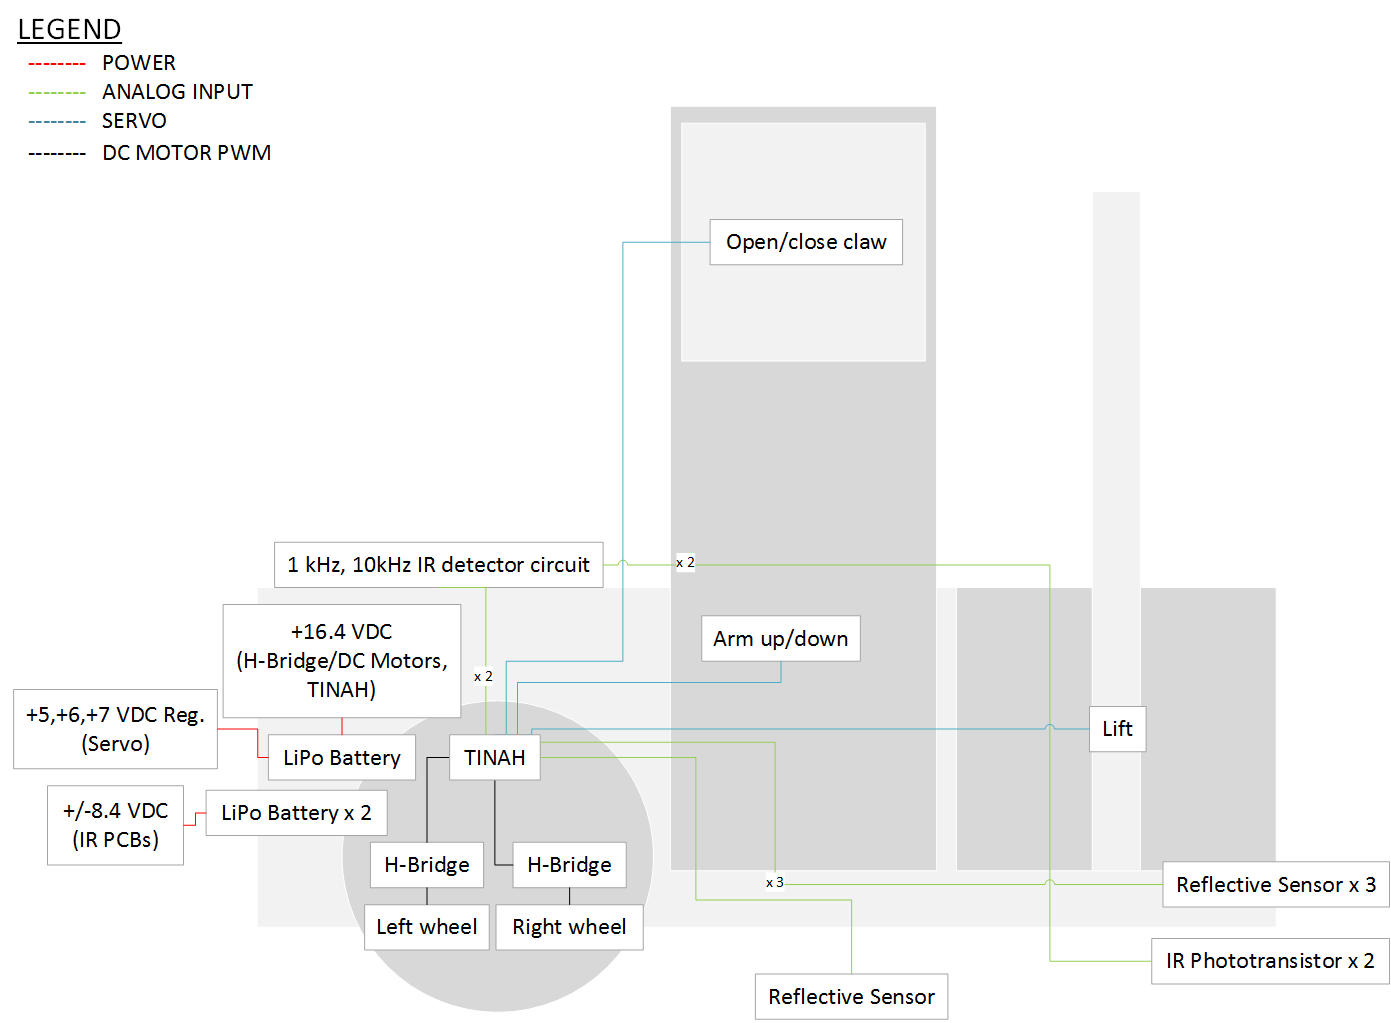 LEGEND
POWER
ANALOG INPUT
SERVO
DC MOTOR PWM
Open/close claw
1 kHz, 10kHz IR detector circuit
x 2
+16.4 VDC
(H-Bridge/DC Motors,
TINAH)
Arm up/down
x 2
+5,+6,+7 VDC Reg.
(Servo)
LiPo Battery
TINAH
Lift
+/-8.4 VDC
(IR PCBs)
LiPo Battery x 2
H-Bridge
H-Bridge
x 3
Reflective Sensor x 3
Left wheel
Right wheel
IR Phototransistor x 2
Reflective Sensor